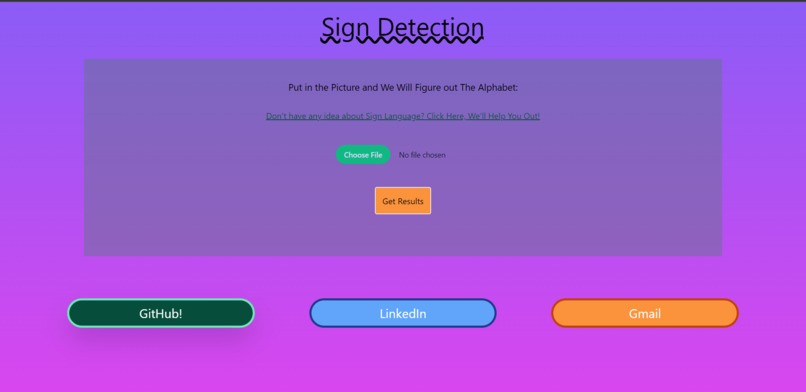 Sign Detection
Put in the Picture and We Will Figure out The Alphabet:
Don't have any idea about Sign Language? Click Here, We'll Help You Out!
Choose File No file chosen
Get Results
GitHub! LinkedIn Gmail